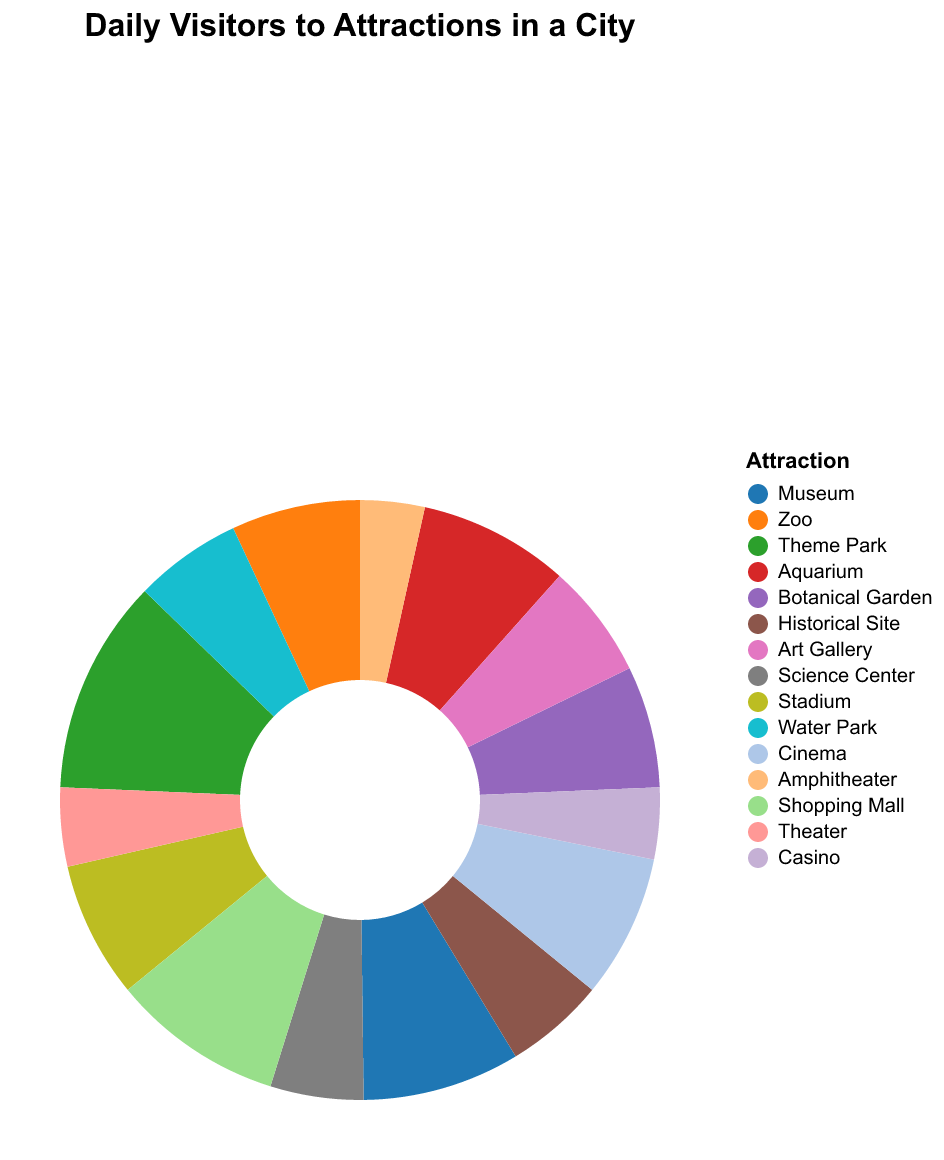 Daily Visitors to Attractions in a City
Attraction
Museum
Zoo
Theme Park
Aquarium
Botanical Garden
Historical Site
Art Gallery
Science Center
Stadium
Water Park
Cinema
Amphitheater
Shopping Mall
Theater
Casino